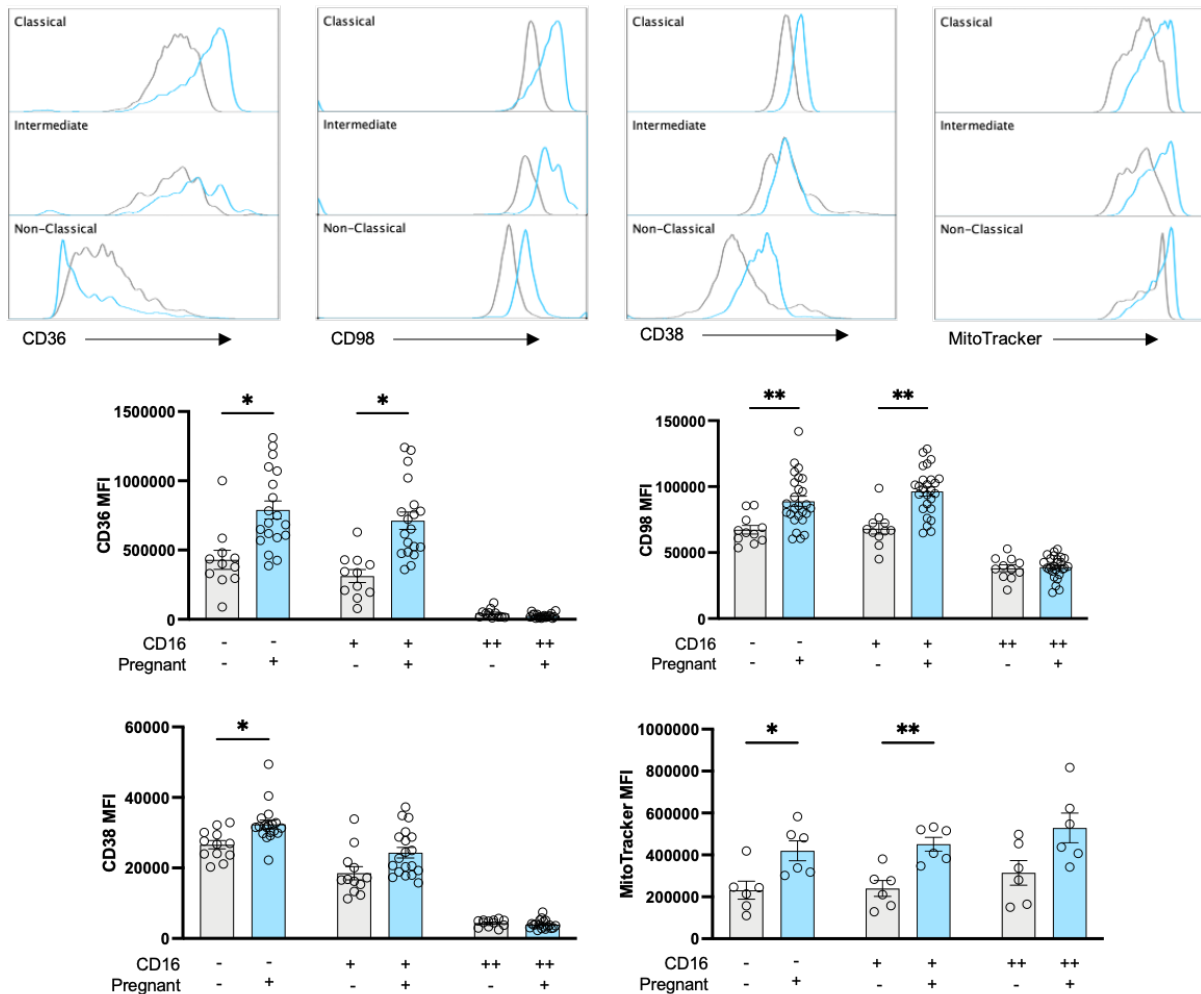 Classical Classical Classical Classical
Intermediate Intermediate Intermediate Intermediate
Non-Classical Non-Classical Non-Classical Non-Classical
CD36 CD98 CD38 MitoTracker
CD36 MFI
1500000
1000000
500000
0
* *
CD16 - - + + ++ ++
Pregnant - + - + - +
CD98 MFI
150000
100000
50000
0
** **
CD16 - - + + ++ ++
Pregnant - + - + - +
CD38 MFI
60000
40000
20000
0
*
CD16 - - + + ++ ++
Pregnant - + - + - +
MitoTracker MFI
1000000
800000
600000
400000
200000
0
* **
CD16 - - + + ++ ++
Pregnant - + - + - +